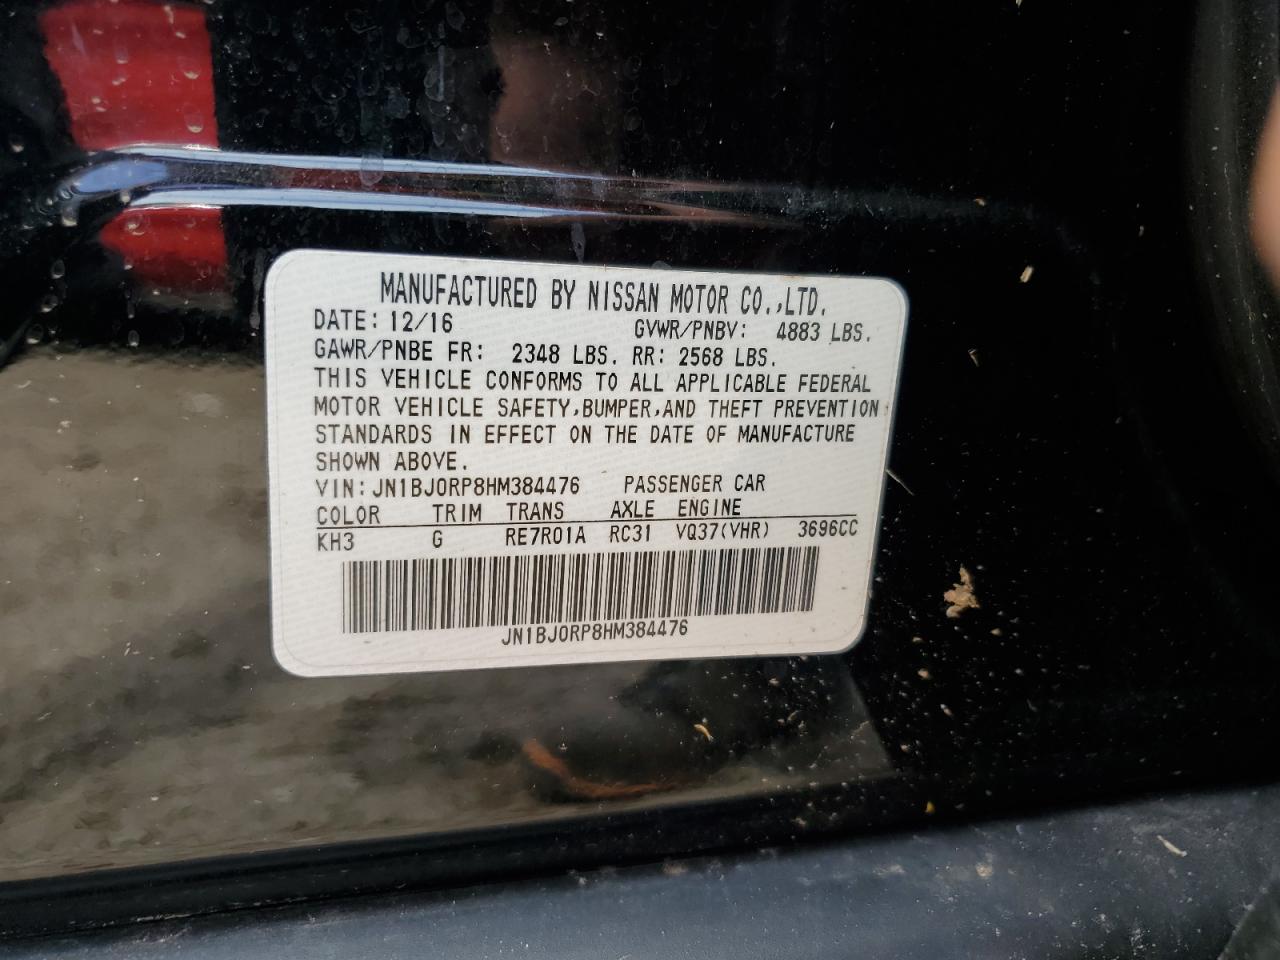 MANUFACTURED BY NISSAN MOTOR CO.,LTD.
DATE: 12/16 GVWR/PNBV: 4883 LBS.
GAWR/PNBE FR: 2348 LBS. RR: 2568 LBS.
THIS VEHICLE CONFORMS TO ALL APPLICABLE FEDERAL
MOTOR VEHICLE SAFETY,BUMPER,AND THEFT PREVENTION
STANDARDS IN EFFECT ON THE DATE OF MANUFACTURE
SHOWN ABOVE.
VIN: JN1BJ0RP8HM384476 PASSENGER CAR
COLOR TRIM TRANS AXLE ENGINE
KH3 G RE7R01A RC31 VQ37(VHR) 3696CC
JN1BJ0RP8HM384476